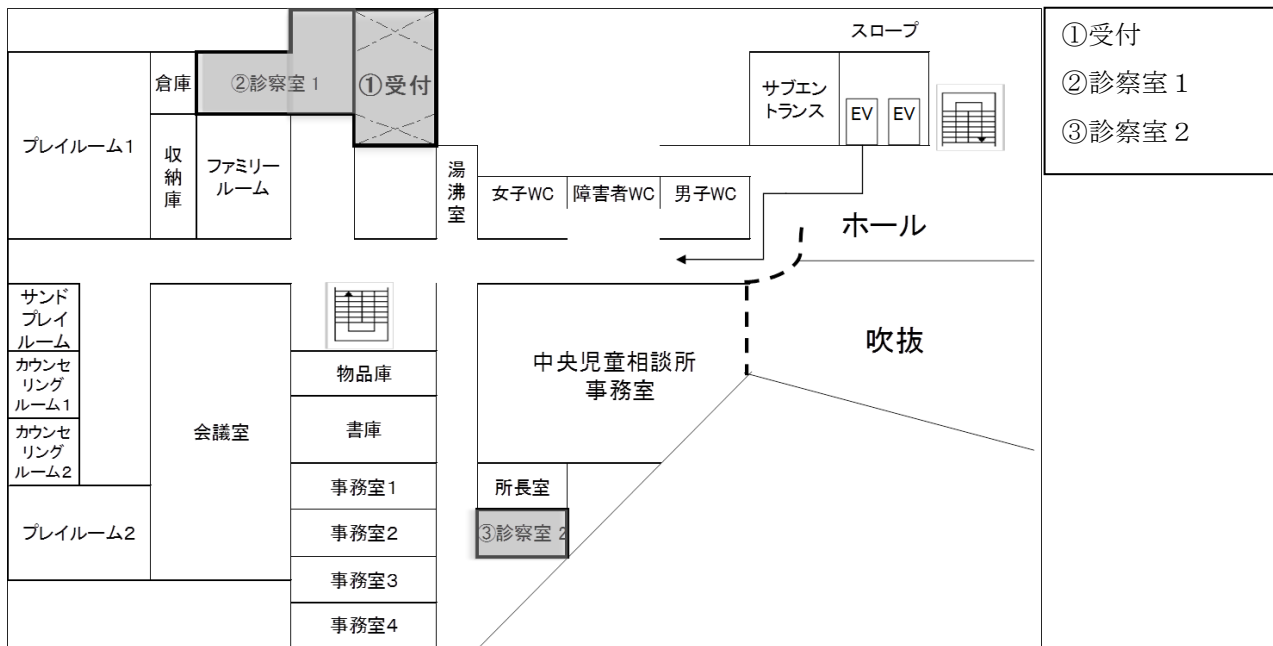 スロープ
①受付
②診察室１
③診察室２
倉庫
②診察室１
①受付
サブエン
トランス
EV
EV
プレイルーム1
収
納
庫
ファミリー
ルーム
湯
沸
室
女子WC
障害者WC
男子WC
ホール
サンド
プレイ
ルーム
カウンセ
リング
ルーム1
カウンセ
リング
ルーム2
会議室
物品庫
書庫
中央児童相談所
事務室
吹抜
事務室1
所長室
プレイルーム2
事務室2
③診察室 2
事務室3
事務室4